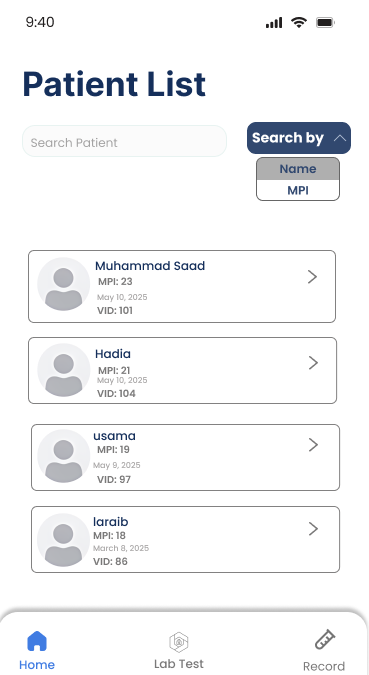 9:40
Patient List
Search Patient
Search by
Name
MPI
Muhammad Saad
MPI: 23
May 10, 2025
VID: 101
Hadia
MPI: 21
May 10, 2025
VID: 104
usama
MPI: 19
May 9, 2025
VID: 97
laraib
MPI: 18
March 8, 2025
VID: 86
Home
Lab Test
Record